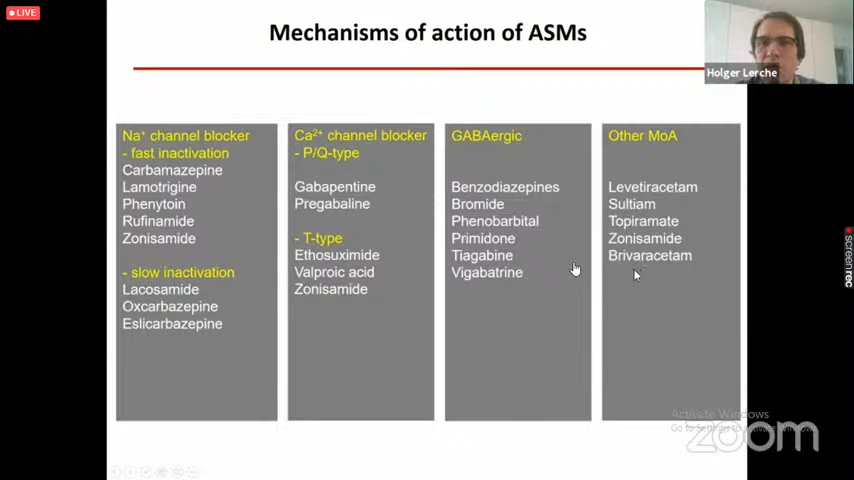 LIVE
Mechanisms of action of ASMs
Holger Lerche
Na⁺ channel blocker
- fast inactivation
Carbamazepine
Lamotrigine
Phenytoin
Rufinamide
Zonisamide
- slow inactivation
Lacosamide
Oxcarbazepine
Eslicarbazepine
Ca²⁺ channel blocker
- P/Q-type
Gabapentine
Pregabaline
- T-type
Ethosuximide
Valproic acid
Zonisamide
GABAergic
Benzodiazepines
Bromide
Phenobarbital
Primidone
Tiagabine
Vigabatrine
Other MoA
Levetiracetam
Sultiam
Topiramate
Zonisamide
Brivaracetam
screenrec
Activate Windows
Go to Settings to activate Windows.
zoom